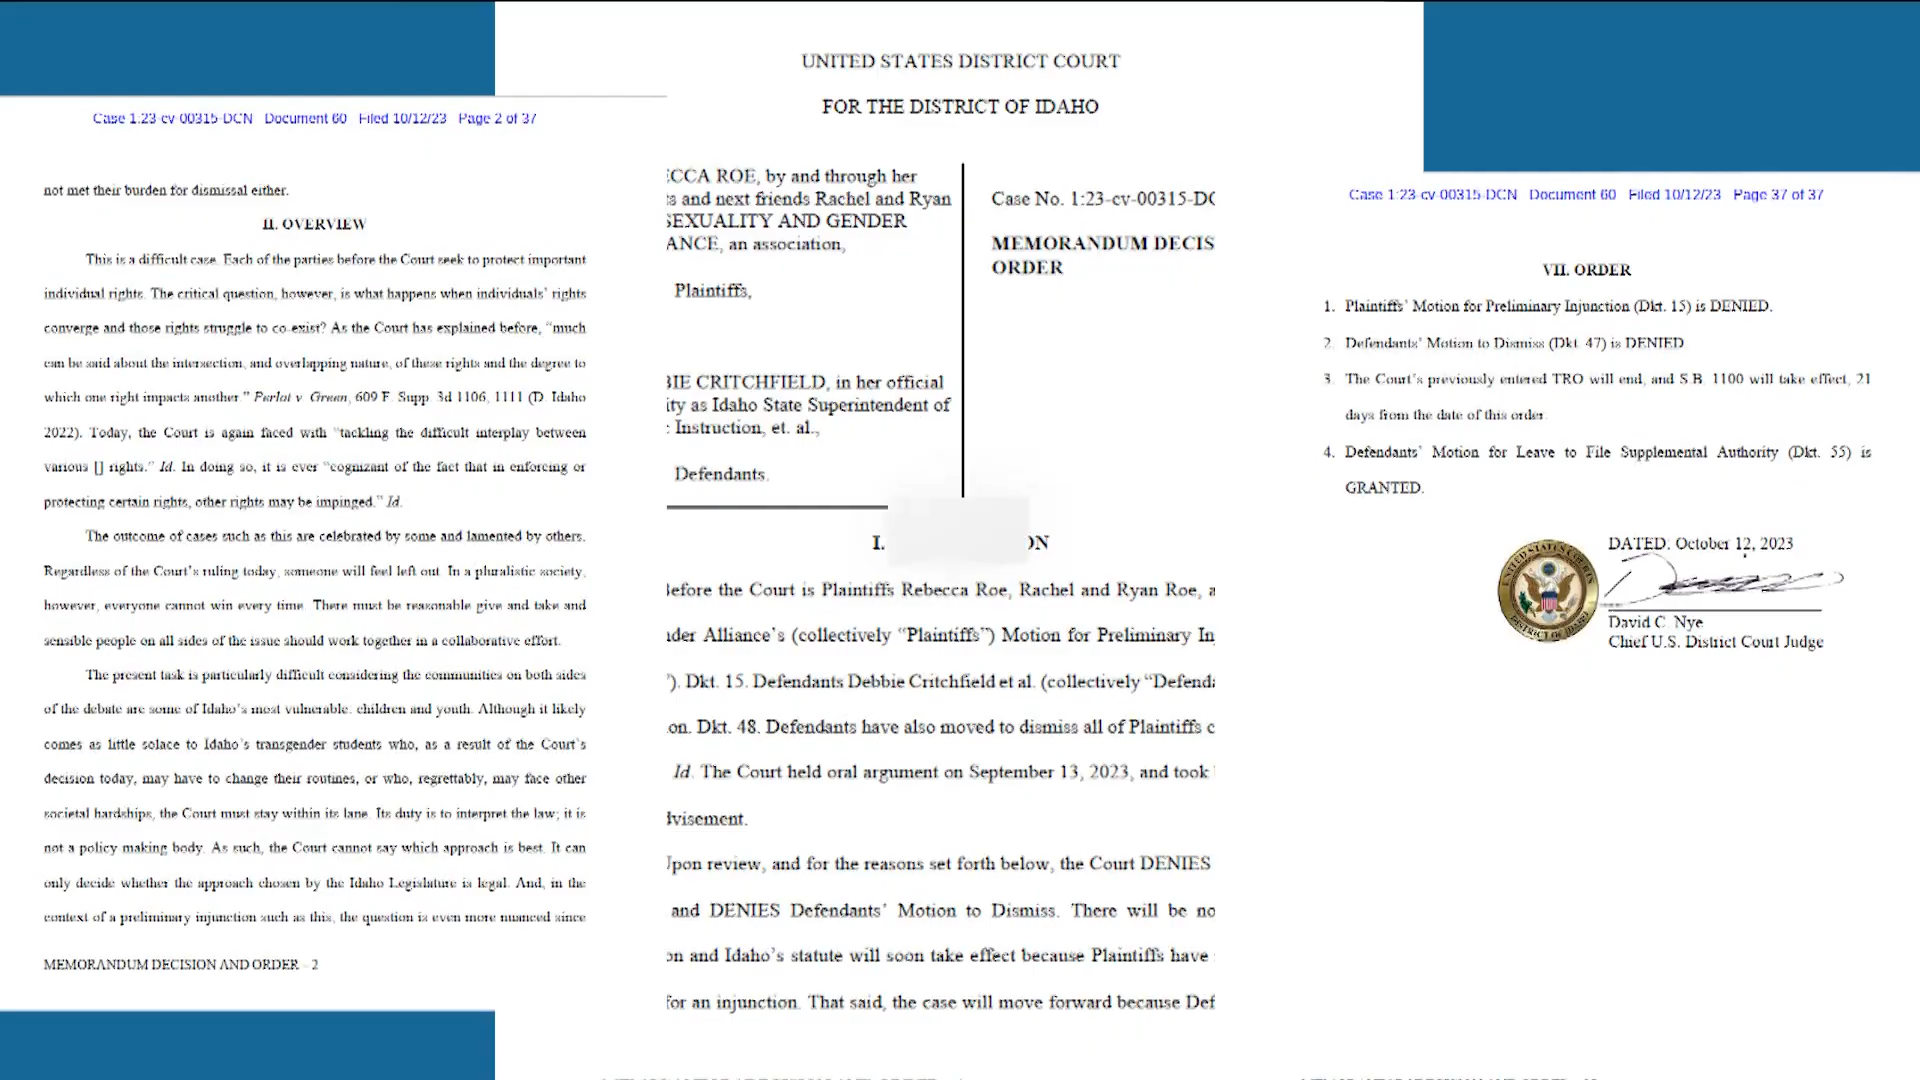 Case 1:23-cv-00315-DCN Document 60 Filed 10/12/23 Page 2 of 37
not met their burden for dismissal either.
II. OVERVIEW
This is a difficult case. Each of the parties before the Court seek to protect important
individual rights. The critical question, however, is what happens when individuals' rights
converge and those rights struggle to co-exist? As the Court has explained before, "much
can be said about the intersection, and overlapping nature, of these rights and the degree to
which one right impacts another." Perlot v. Green, 609 F. Supp. 3d 1106, 1111 (D. Idaho
2022). Today, the Court is again faced with "tackling the difficult interplay between
various [] rights." Id. In doing so, it is ever "cognizant of the fact that in enforcing or
protecting certain rights, other rights may be impinged." Id.
The outcome of cases such as this are celebrated by some and lamented by others.
Regardless of the Court's ruling today, someone will feel left out. In a pluralistic society,
however, everyone cannot win every time. There must be reasonable give and take and
sensible people on all sides of the issue should work together in a collaborative effort.
The present task is particularly difficult considering the communities on both sides
of the debate are some of Idaho's most vulnerable: children and youth. Although it likely
comes as little solace to Idaho's transgender students who, as a result of the Court's
decision today, may have to change their routines, or who, regrettably, may face other
societal hardships, the Court must stay within its lane. Its duty is to interpret the law; it is
not a policy making body. As such, the Court cannot say which approach is best. It can
only decide whether the approach chosen by the Idaho Legislature is legal. And, in the
context of a preliminary injunction such as this, the question is even more nuanced since
MEMORANDUM DECISION AND ORDER - 2
UNITED STATES DISTRICT COURT
FOR THE DISTRICT OF IDAHO
ECCA ROE, by and through her
s and next friends Rachel and Ryan
SEXUALITY AND GENDER
ANCE, an association,
Plaintiffs,
BIE CRITCHFIELD, in her official
ity as Idaho State Superintendent of
c Instruction, et. al.,
Defendants.
Case No. 1:23-cv-00315-DC
MEMORANDUM DECIS
ORDER
I. ON
Before the Court is Plaintiffs Rebecca Roe, Rachel and Ryan Roe, a
nder Alliance's (collectively "Plaintiffs") Motion for Preliminary In
"). Dkt. 15. Defendants Debbie Critchfield et al. (collectively "Defenda
on. Dkt. 48. Defendants have also moved to dismiss all of Plaintiffs c
Id. The Court held oral argument on September 13, 2023, and took
dvisement.
Upon review, and for the reasons set forth below, the Court DENIES
and DENIES Defendants' Motion to Dismiss. There will be no
on and Idaho's statute will soon take effect because Plaintiffs have
for an injunction. That said, the case will move forward because Def
Case 1:23-cv-00315-DCN Document 60 Filed 10/12/23 Page 37 of 37
VII. ORDER
1. Plaintiffs' Motion for Preliminary Injunction (Dkt. 15) is DENIED.
2. Defendants' Motion to Dismiss (Dkt. 47) is DENIED
3. The Court's previously entered TRO will end, and S.B. 1100 will take effect, 21
days from the date of this order.
4. Defendants' Motion for Leave to File Supplemental Authority (Dkt. 55) is
GRANTED.
DATED: October 12, 2023
David C. Nye
Chief U.S. District Court Judge